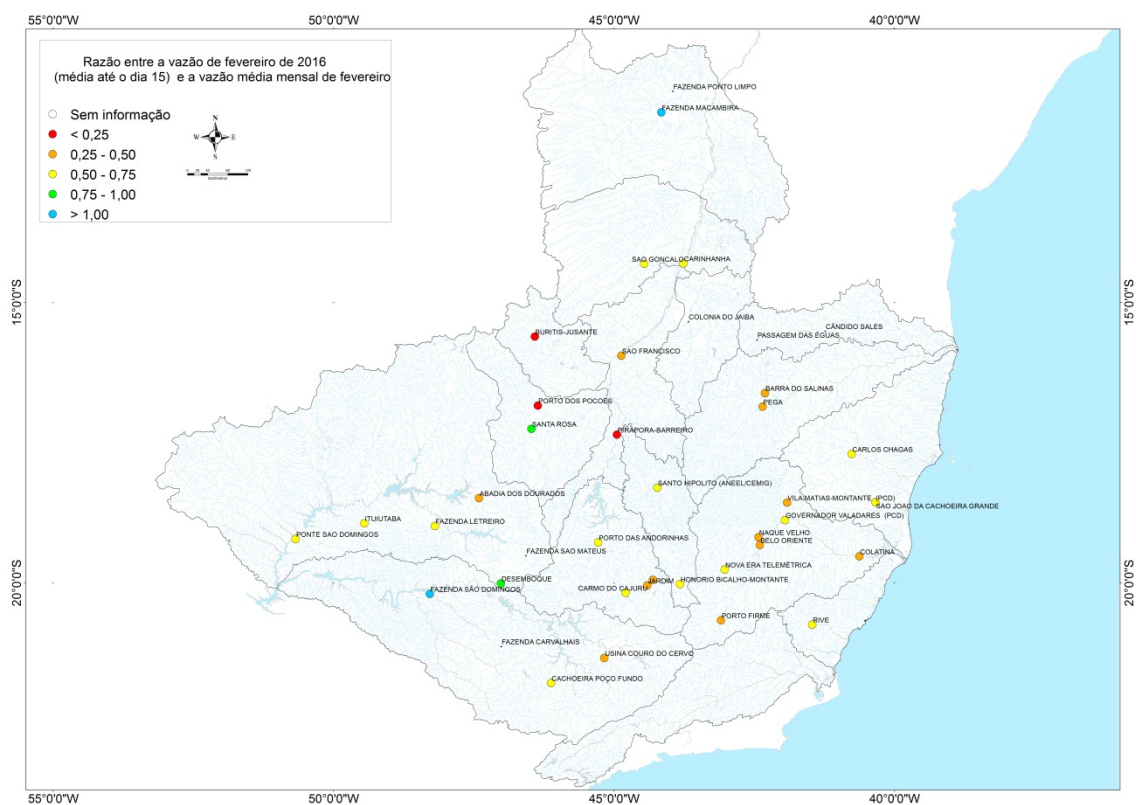 55°0'0"W
50°0'0"W
45°0'0"W
40°0'0"W
Razão entre a vazão de fevereiro de 2016
(média até o dia 15) e a vazão média mensal de fevereiro
Sem informação
< 0,25
0,25 - 0,50
0,50 - 0,75
0,75 - 1,00
> 1,00
N
W
E
S
FAZENDA PONTO LIMPO
FAZENDA MACAMBIRA
SAO GONCALO
CARINHANHA
15°0'0"S
15°0'0"S
COLONIA DO JAIBA
CÂNDIDO SALES
PASSAGEM DAS ÉGUAS
BURITIS-JUSANTE
SAO FRANCISCO
BARRA DO SALINAS
PEGA
PORTO DOS POCOES
SANTA ROSA
PIRAPORA-BARREIRO
CARLOS CHAGAS
SANTO HIPOLITO (ANEEL/CEMIG)
ABADIA DOS DOURADOS
VILA MATIAS-MONTANTE (PCD)
SAO JOAO DA CACHOEIRA GRANDE
GOVERNADOR VALADARES (PCD)
ITUIUTABA
FAZENDA LETREIRO
PONTE SAO DOMINGOS
PORTO DAS ANDORINHAS
NAQUE VELHO
BELO ORIENTE
FAZENDA SAO MATEUS
COLATINA
NOVA ERA TELEMÉTRICA
20°0'0"S
20°0'0"S
DESEMBOQUE
JARDIM
HONORIO BICALHO-MONTANTE
FAZENDA SÃO DOMINGOS
CARMO DO CAJURU
PORTO FIRME
RIVE
FAZENDA CARVALHAIS
USINA COURO DO CERVO
CACHOEIRA POÇO FUNDO
55°0'0"W
50°0'0"W
45°0'0"W
40°0'0"W